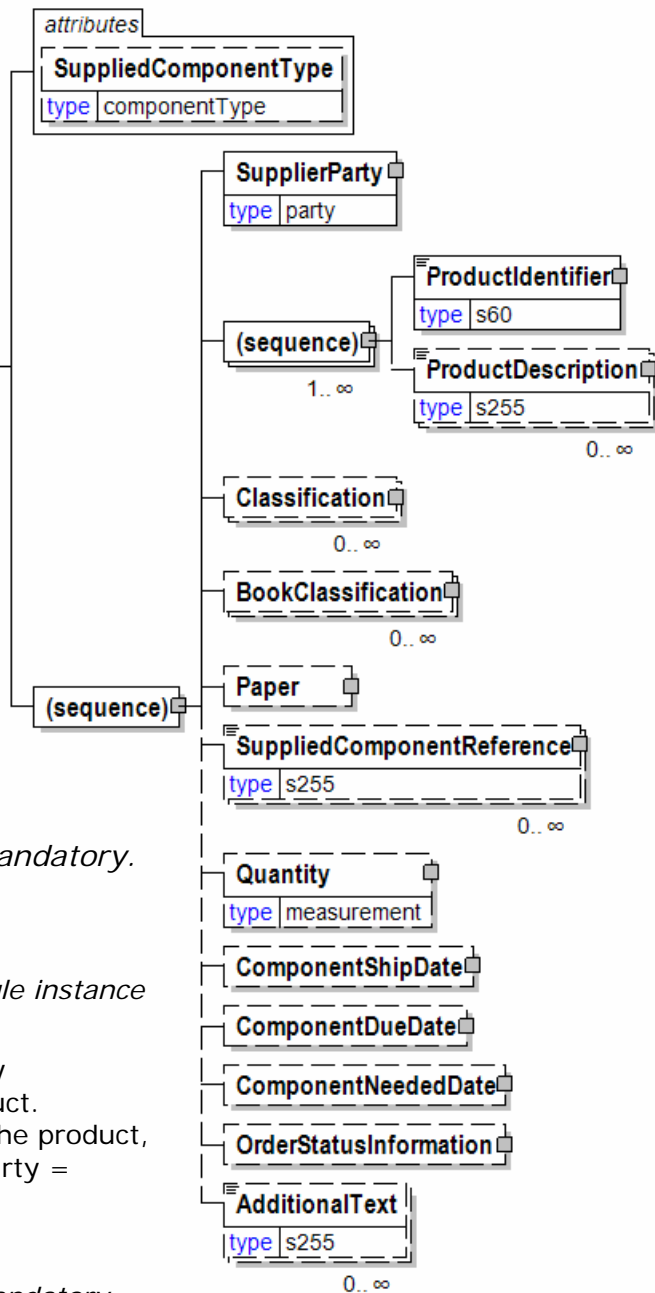 attributes
SuppliedComponentType
type componentType
SupplierParty
type party
(sequence)
1..∞
ProductIdentifier
type s60
ProductDescription
type s255
0..∞
Classification
0..∞
BookClassification
0..∞
Paper
(sequence)
SuppliedComponentReference
type s255
0..∞
andatory.
Quantity
type measurement
ComponentShipDate
le instance
ComponentDueDate
ComponentNeededDate
uct.
he product,
OrderStatusInformation
rty =
AdditionalText
type s255
0..∞